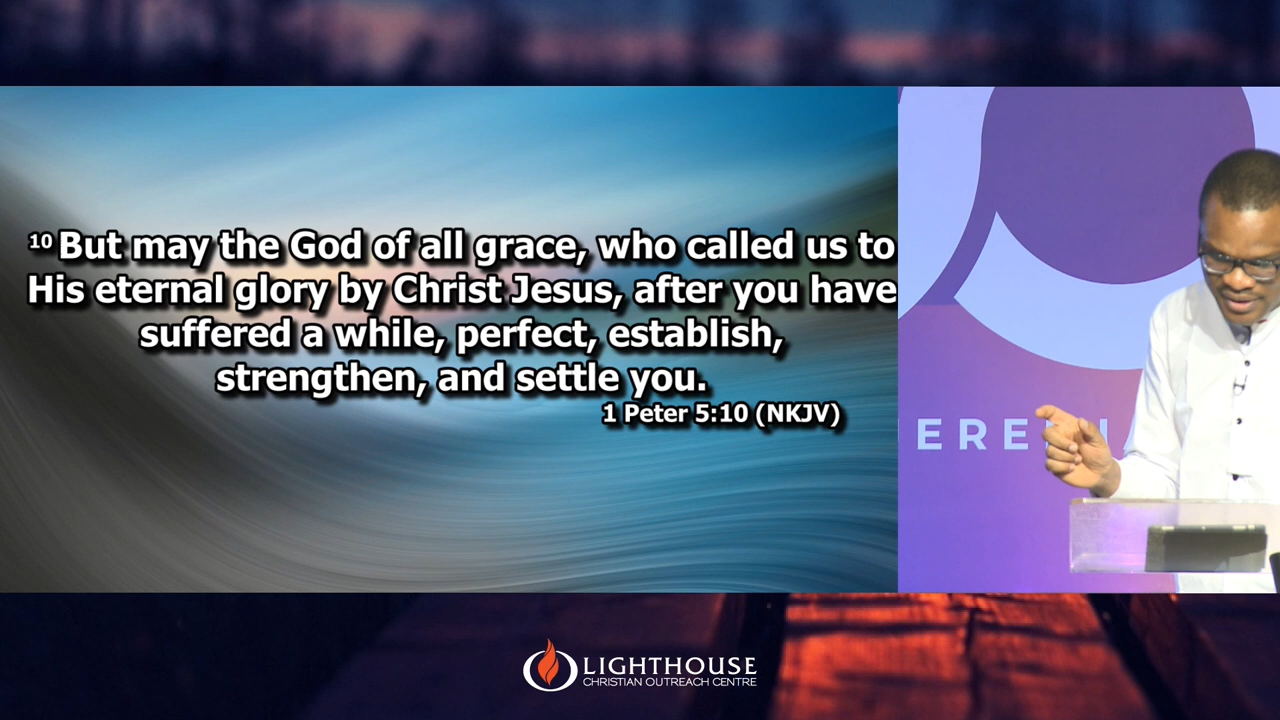 10 But may the God of all grace, who called us to
His eternal glory by Christ Jesus, after you have
suffered a while, perfect, establish,
strengthen, and settle you.
1 Peter 5:10 (NKJV)
LIGHTHOUSE
CHRISTIAN OUTREACH CENTRE